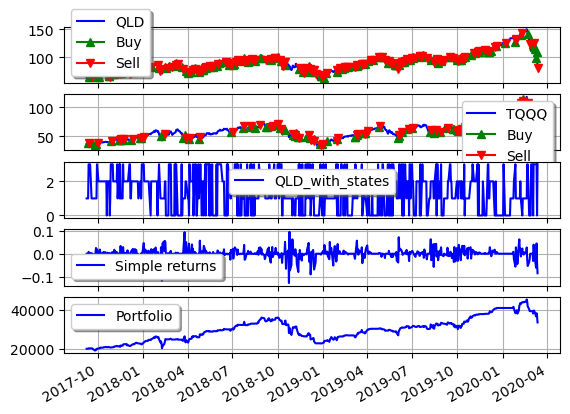 QLD
Buy
Sell
150
100
TQQQ
Buy
Sell
100
50
QLD_with_states
2
0
0.1
0.0
−0.1
Simple returns
Portfolio
40000
20000
2017-10
2018-01
2018-04
2018-07
2018-10
2019-01
2019-04
2019-07
2019-10
2020-01
2020-04